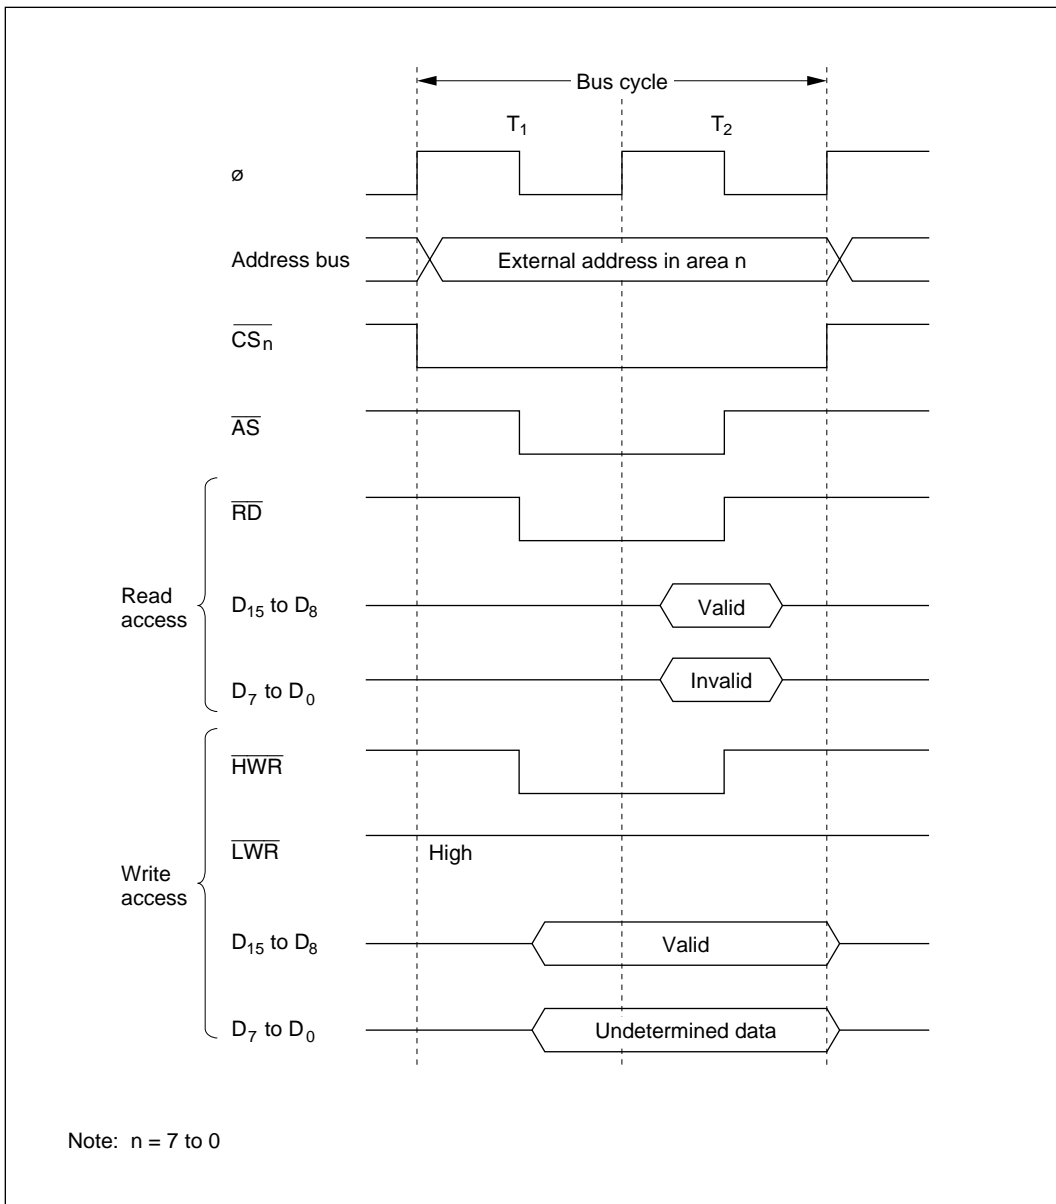 Bus cycle
T1 T2
ø
Address bus External address in area n
CSn
AS
RD
Read access
D15 to D8 Valid
D7 to D0 Invalid
HWR
LWR High
Write access
D15 to D8 Valid
D7 to D0 Undetermined data
Note: n = 7 to 0